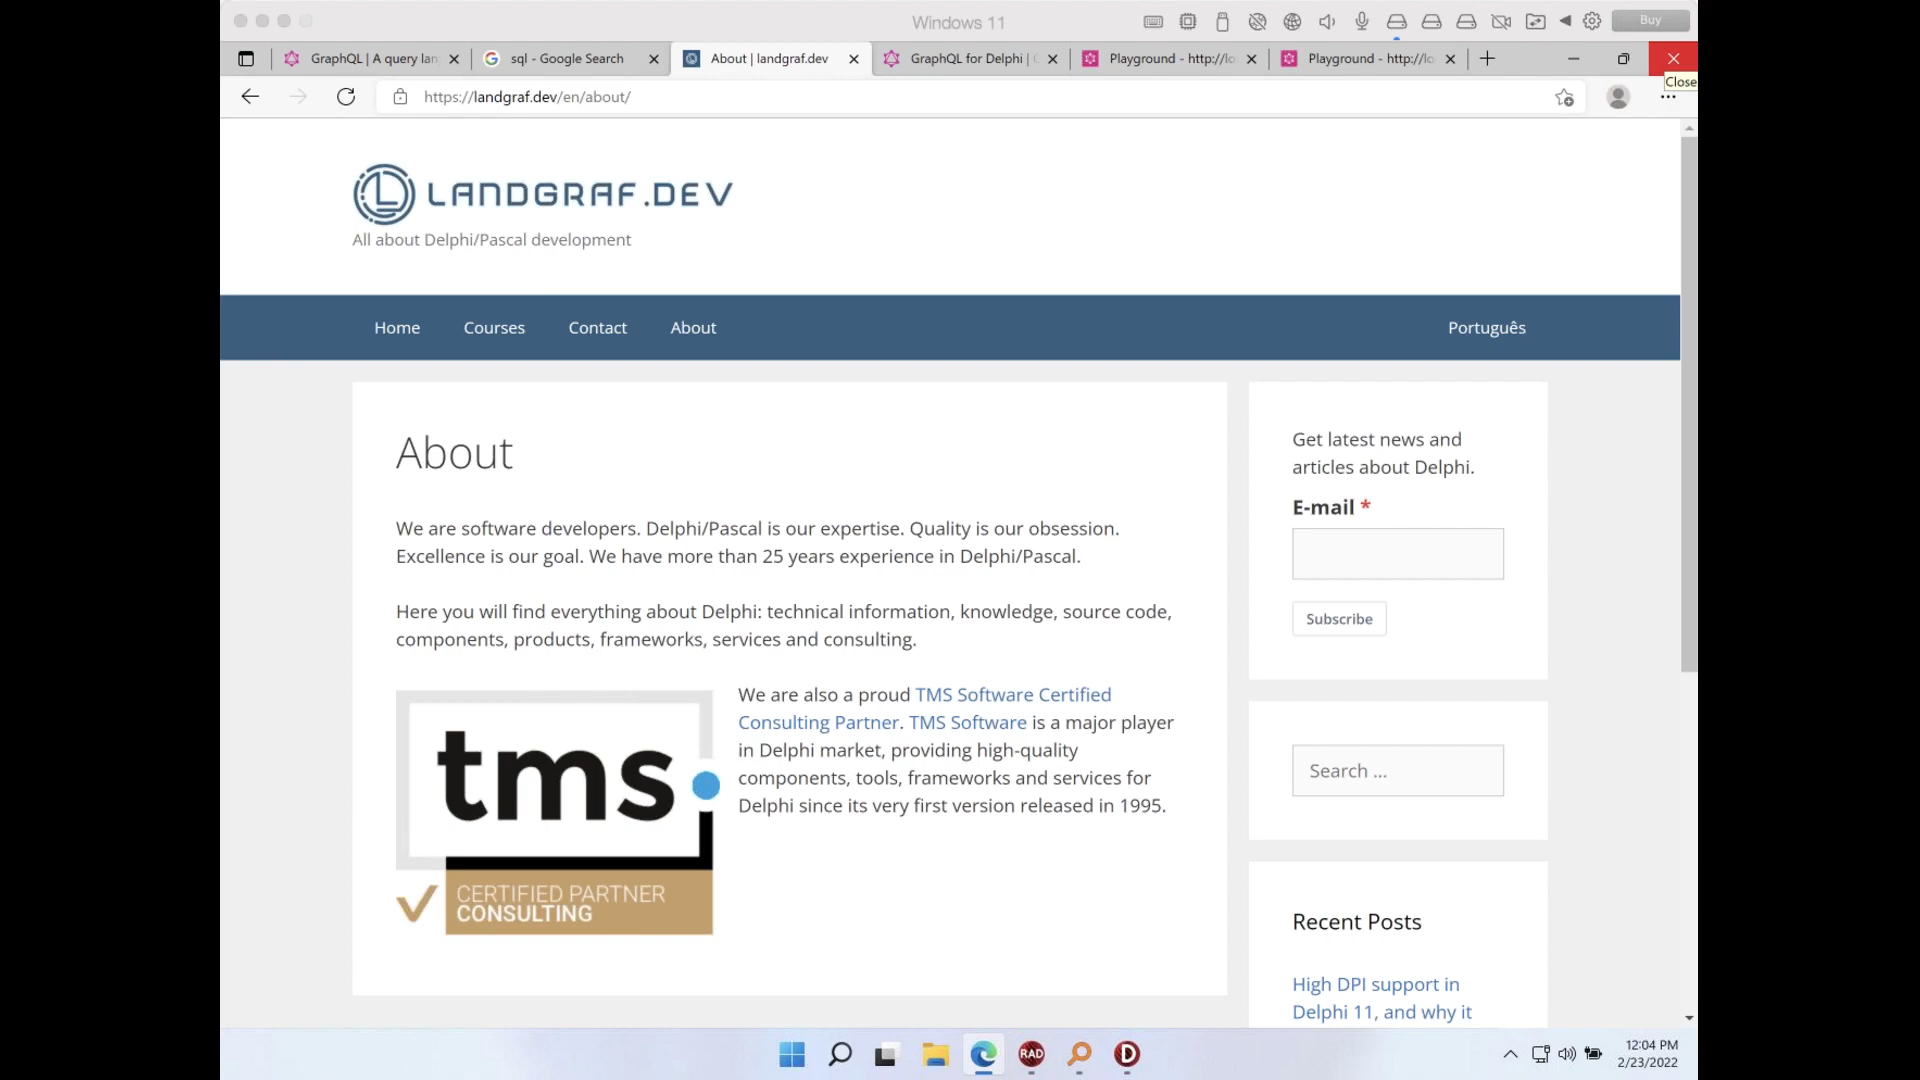 Windows 11
Buy
GraphQL | A query lan
sql - Google Search
About | landgraf.dev
GraphQL for Delphi |
Playground - http://lo
Playground - http://lo
Close
https://landgraf.dev/en/about/
LANDGRAF.DEV
All about Delphi/Pascal development
Home
Courses
Contact
About
Português
About
We are software developers. Delphi/Pascal is our expertise. Quality is our obsession.
Excellence is our goal. We have more than 25 years experience in Delphi/Pascal.
Here you will find everything about Delphi: technical information, knowledge, source code,
components, products, frameworks, services and consulting.
tms
CERTIFIED PARTNER
CONSULTING
We are also a proud TMS Software Certified
Consulting Partner. TMS Software is a major player
in Delphi market, providing high-quality
components, tools, frameworks and services for
Delphi since its very first version released in 1995.
Get latest news and
articles about Delphi.
E-mail *
Subscribe
Search ...
Recent Posts
High DPI support in
Delphi 11, and why it
RAD
D
12:04 PM
2/23/2022